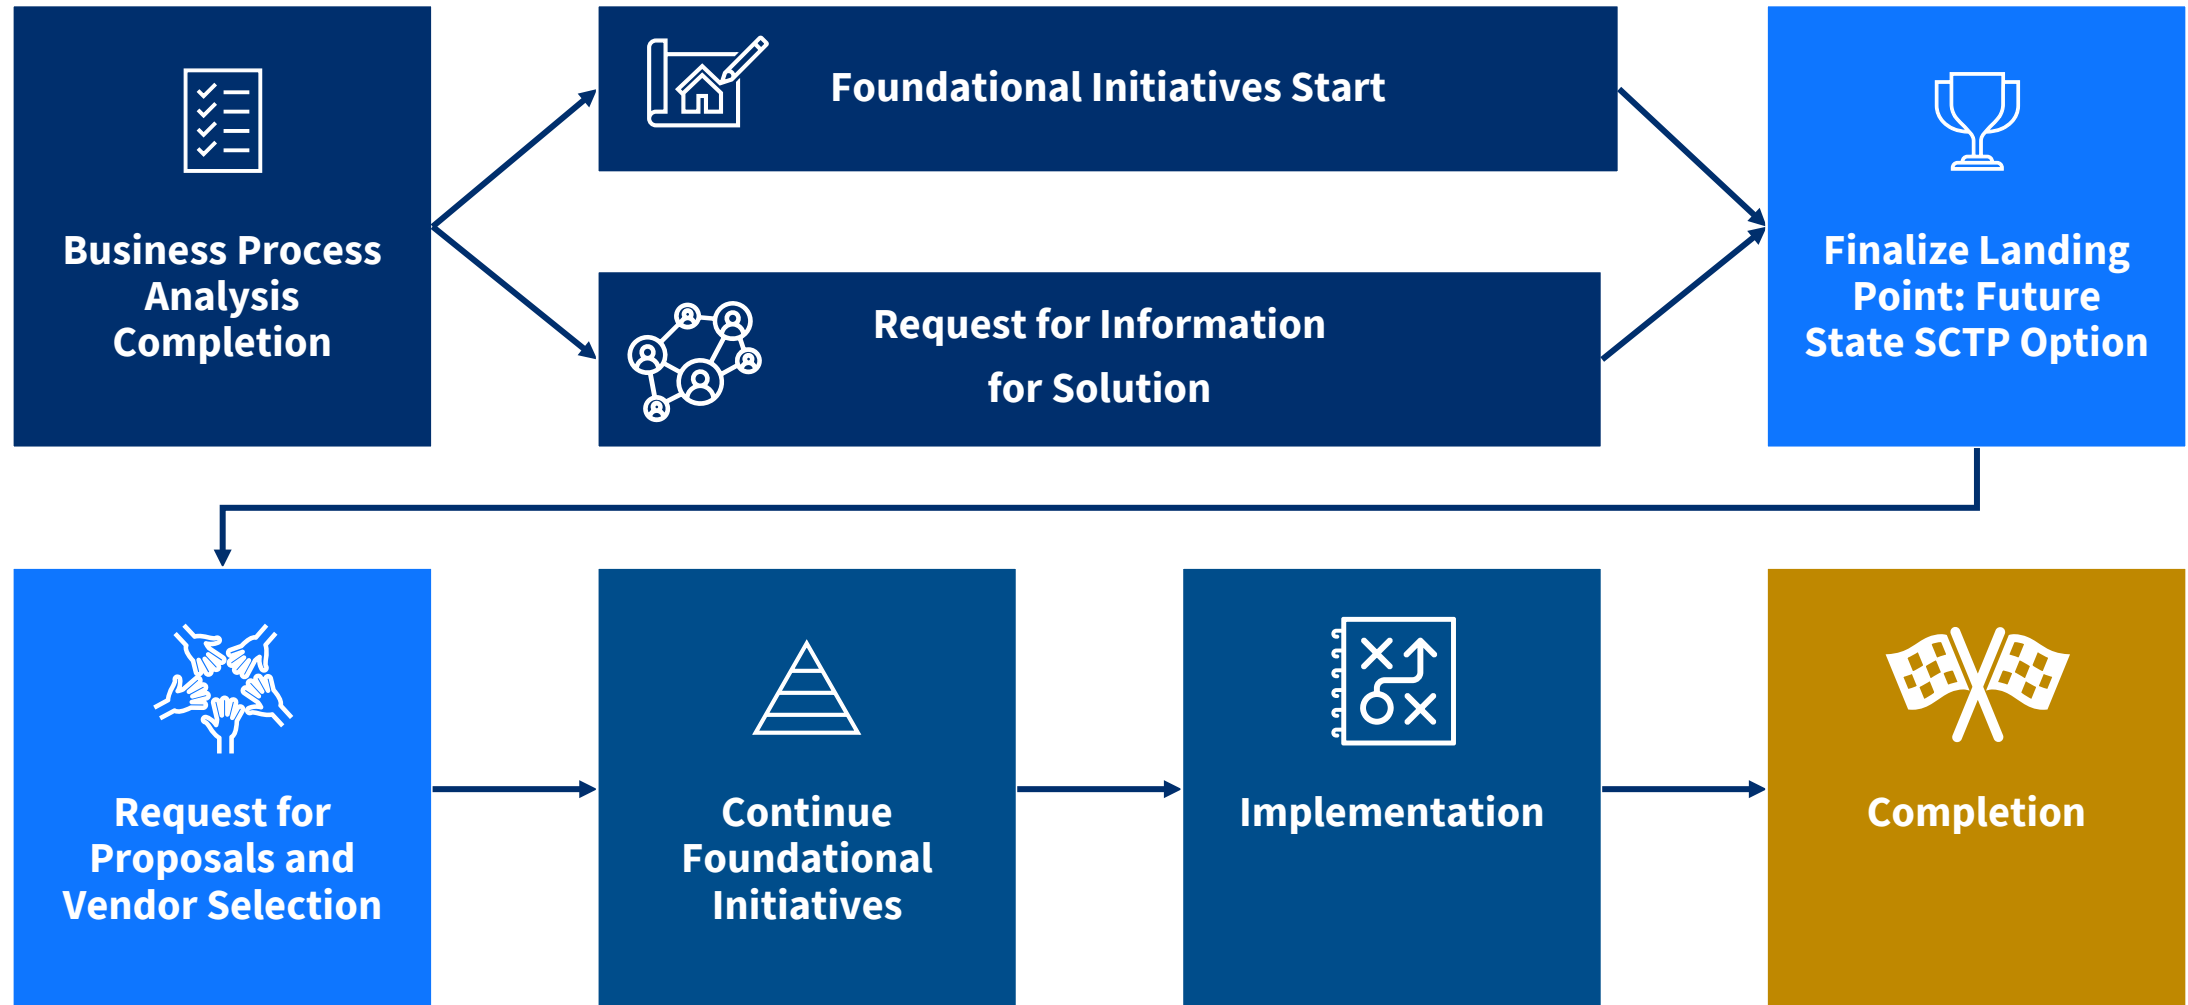 Business Process
Analysis
Completion
Foundational Initiatives Start
Request for Information
for Solution
Finalize Landing
Point: Future
State SCTP Option
Request for
Proposals and
Vendor Selection
Continue
Foundational
Initiatives
Implementation
Completion